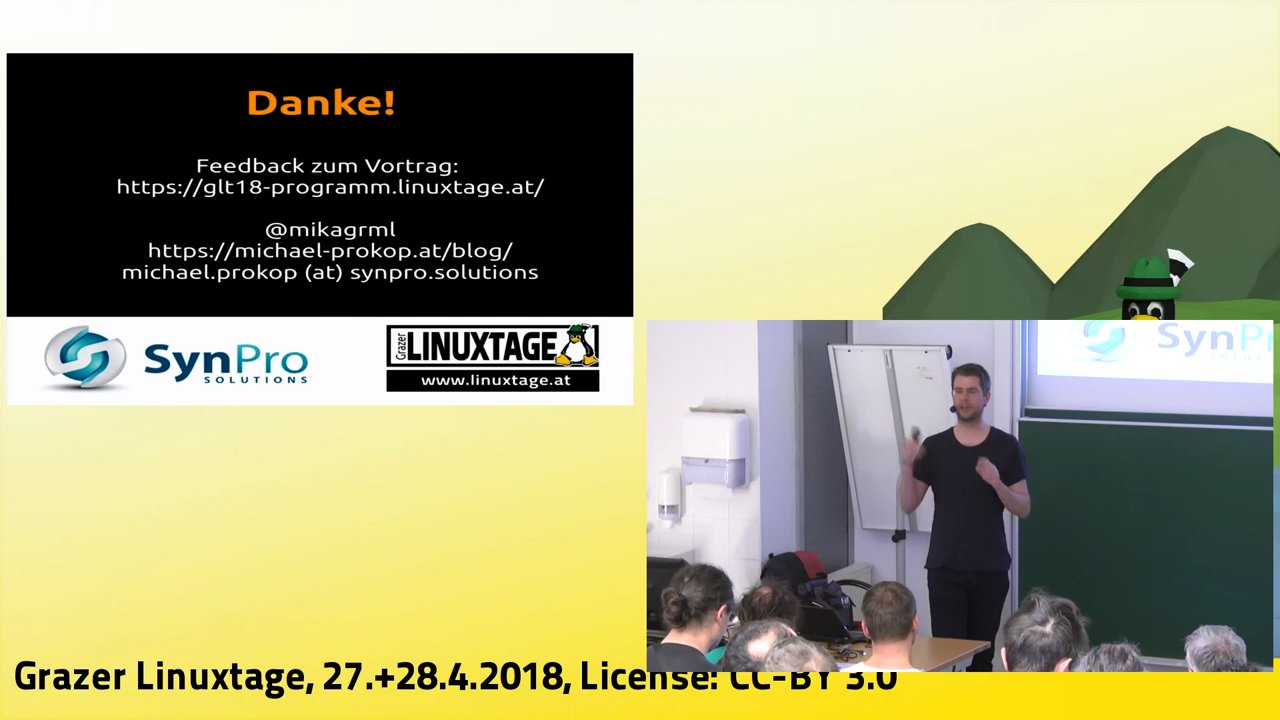 Danke!
Feedback zum Vortrag:
https://glt18-programm.linuxtage.at/
@mikagrml
https://michael-prokop.at/blog/
michael.prokop (at) synpro.solutions
SynPro
SOLUTIONS
Grazer
LINUXTAGE
www.linuxtage.at
SynP
Grazer Linuxtage, 27.+28.4.2018, License: CC-BY 3.0